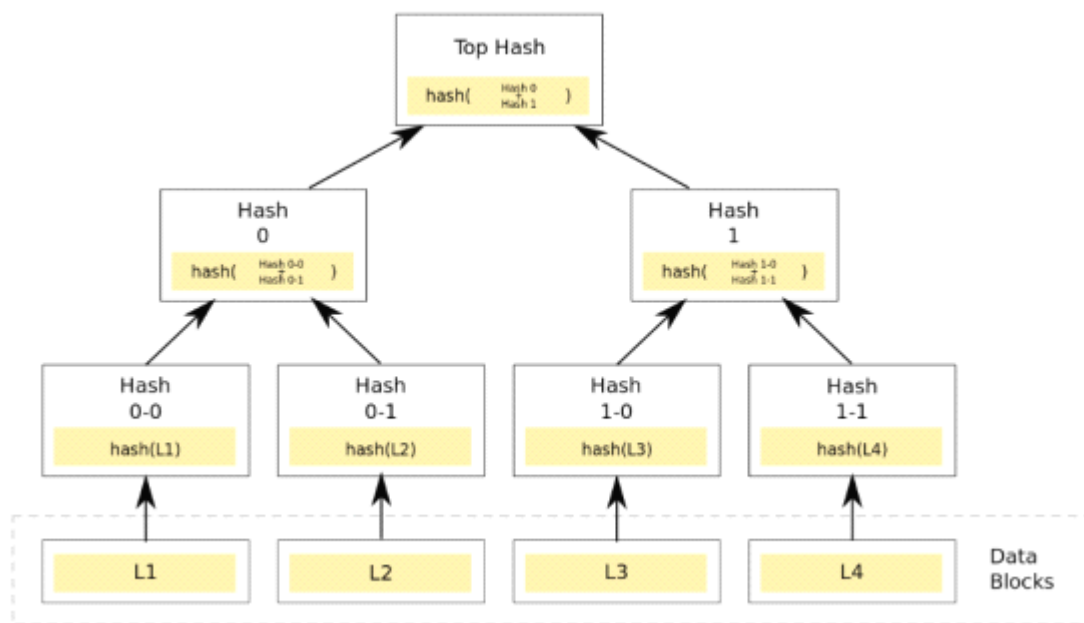 Top Hash
hash( Hash 0 + Hash 1 )
Hash
0
hash( Hash 0-0 + Hash 0-1 )
Hash
1
hash( Hash 1-0 + Hash 1-1 )
Hash
0-0
hash(L1)
Hash
0-1
hash(L2)
Hash
1-0
hash(L3)
Hash
1-1
hash(L4)
L1
L2
L3
L4
Data
Blocks